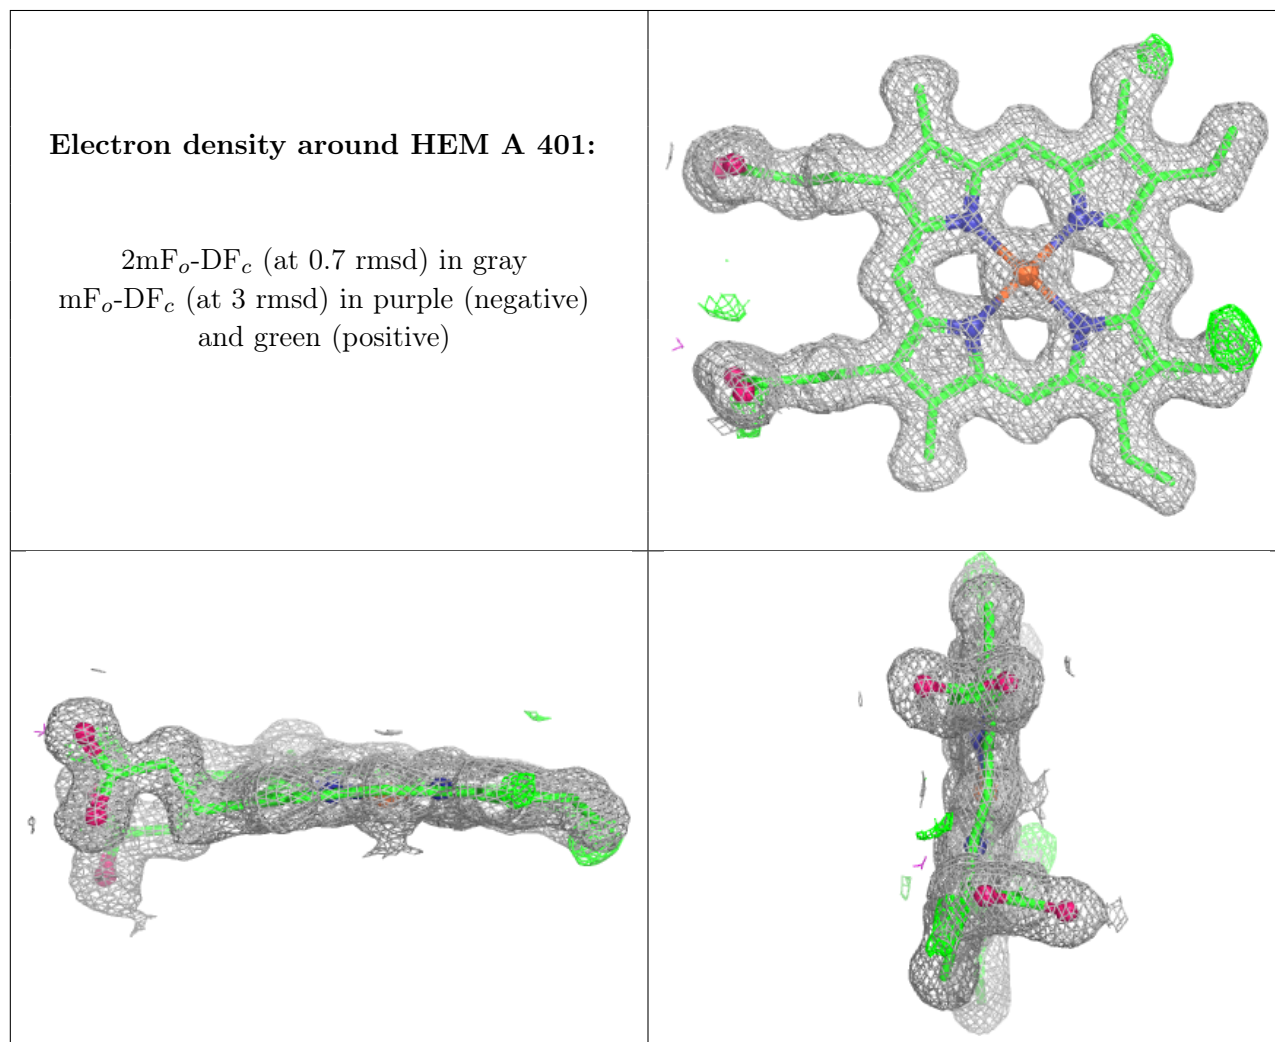 Electron density around HEM A 401:
2mFo-DFc (at 0.7 rmsd) in gray
mFo-DFc (at 3 rmsd) in purple (negative)
and green (positive)